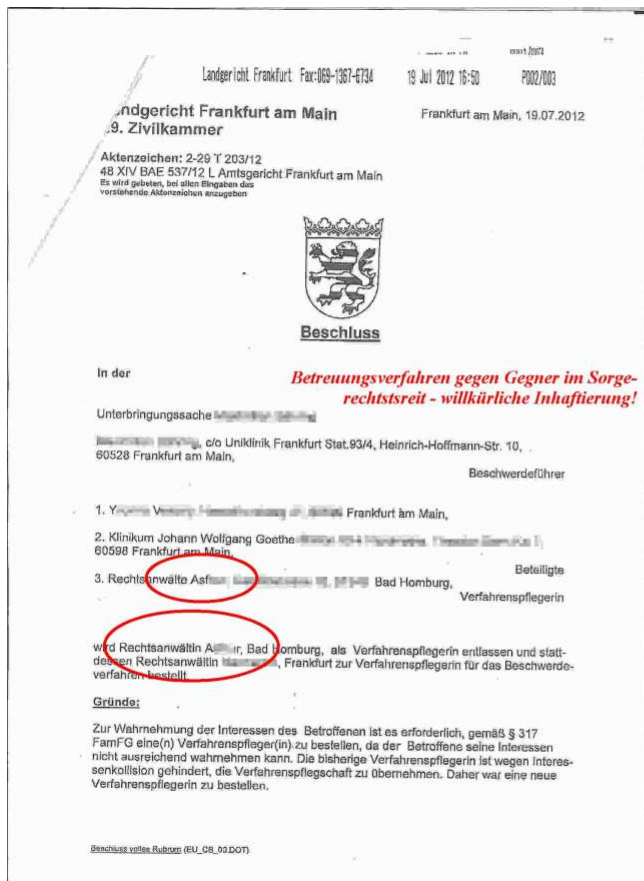 Landgericht Frankfurt Fax:069-1367-6734 19 Jul 2012 16:50 P002/003
ndgericht Frankfurt am Main
9. Zivilkammer
Frankfurt am Main, 19.07.2012
Aktenzeichen: 2-29 T 203/12
48 XIV BAE 537/12 L Amtsgericht Frankfurt am Main
Es wird gebeten, bei allen Eingaben das
vorstehende Aktenzeichen anzugeben
Beschluss
In der
Betreuungsverfahren gegen Gegner im Sorge-
rechtstsreit - willkürliche Inhaftierung!
Unterbringungssache
, c/o Uniklinik Frankfurt Stat.93/4, Heinrich-Hoffmann-Str. 10,
60528 Frankfurt am Main,
Beschwerdeführer
1. Y Frankfurt am Main,
2. Klinikum Johann Wolfgang Goethe
60598 Frankfurt am Main,
Beteiligte
3. Rechtsanwälte Asf Bad Homburg,
Verfahrenspflegerin
wird Rechtsanwältin A r, Bad Homburg, als Verfahrenspflegerin entlassen und statt-
dessen Rechtsanwältin , Frankfurt zur Verfahrenspflegerin für das Beschwerde-
verfahren bestellt.
Gründe:
Zur Wahrnehmung der Interessen des Betroffenen ist es erforderlich, gemäß § 317
FamFG eine(n) Verfahrenspfleger(in) zu bestellen, da der Betroffene seine Interessen
nicht ausreichend wahrnehmen kann. Die bisherige Verfahrenspflegerin ist wegen Interes-
senkollision gehindert, die Verfahrenspflegschaft zu übernehmen. Daher war eine neue
Verfahrenspflegerin zu bestellen.
Beschluss volles Rubrum (EU_CS_00.DOT)